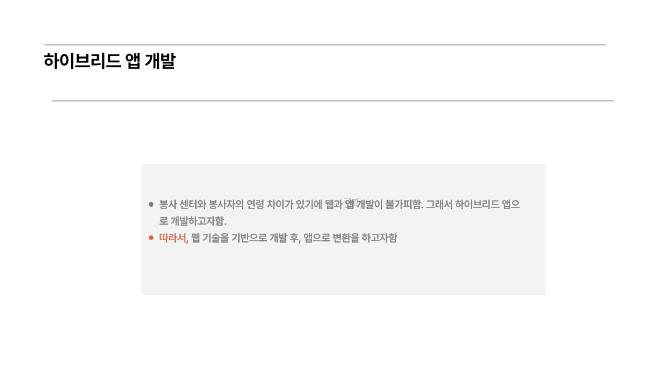 하이브리드 앱 개발
봉사 센터와 봉사자의 연령 차이가 있기에 웹과 앱 개발이 불가피함. 그래서 하이브리드 앱으
로 개발하고자함.
따라서, 웹 기술을 기반으로 개발 후, 앱으로 변환을 하고자함